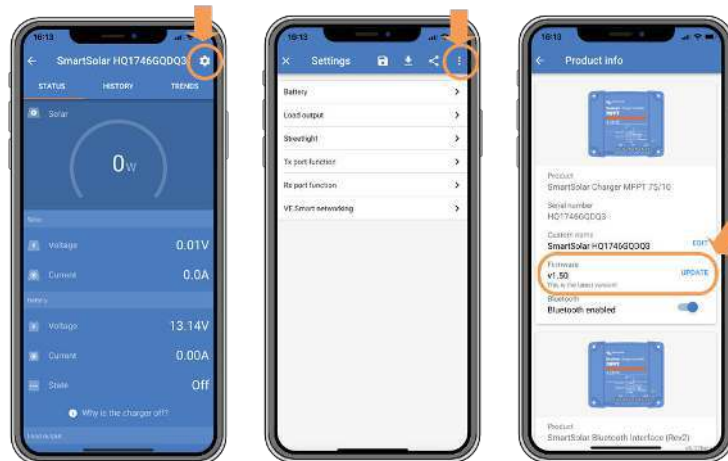 16:13
SmartSolar HQ1746GQDQ3
STATUS HISTORY TRENDS
Solar
0W
Solar
Voltage 0.01V
Current 0.0A
Battery
Voltage 13.14V
Current 0.00A
State Off
Why is the charger off?
Load output
16:13
Settings
Battery
Load output
Streetlight
Tx port function
Rx port function
VE.Smart networking
16:13
Product info
Product
SmartSolar Charger MPPT 75/10
Serial number
HQ1746GQDQ3
Custom name
SmartSolar HQ1746GQDQ3 EDIT
Firmware
v1.50 UPDATE
This is the latest version!
Bluetooth
Bluetooth enabled
Product
SmartSolar Bluetooth Interface (Rev2)